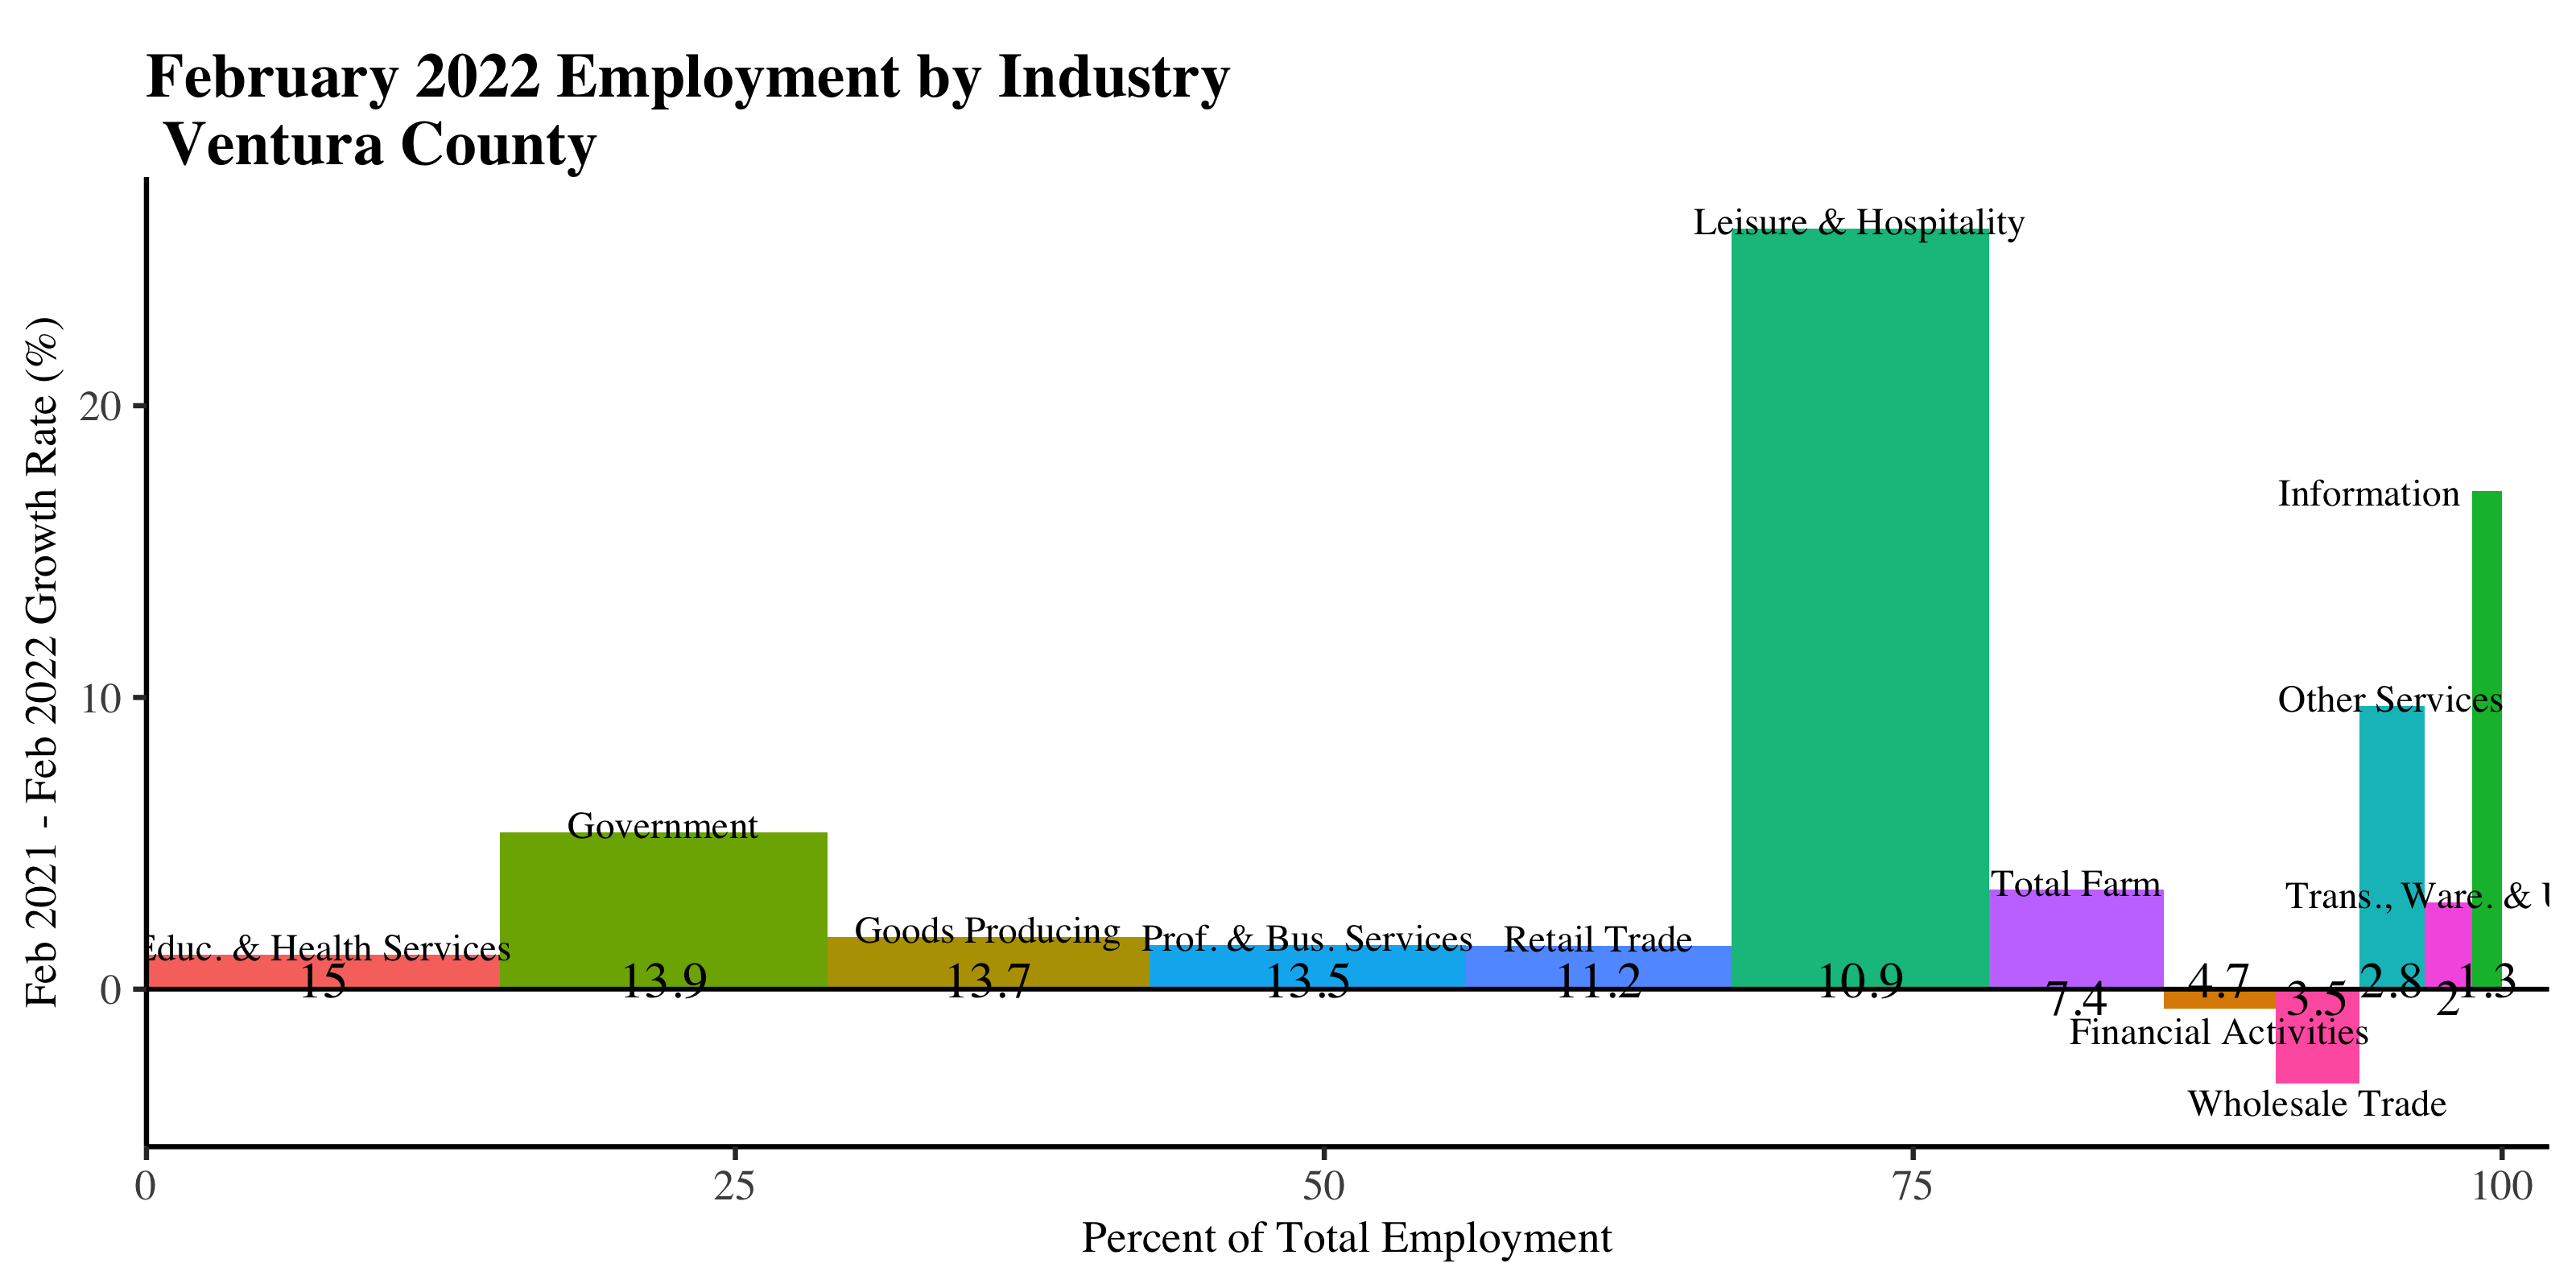 February 2022 Employment by Industry
Ventura County
Feb 2021 - Feb 2022 Growth Rate (%)
20
10
0
Leisure & Hospitality
Information
Other Services
Government
Total Farm
Trans., Ware. &
Goods Producing
Prof. & Bus. Services
Retail Trade
Educ. & Health Services
15
13.9
13.7
13.5
11.2
10.9
7.4
4.7
3.5
2.8
2
1.3
Financial Activities
Wholesale Trade
0
25
50
75
100
Percent of Total Employment